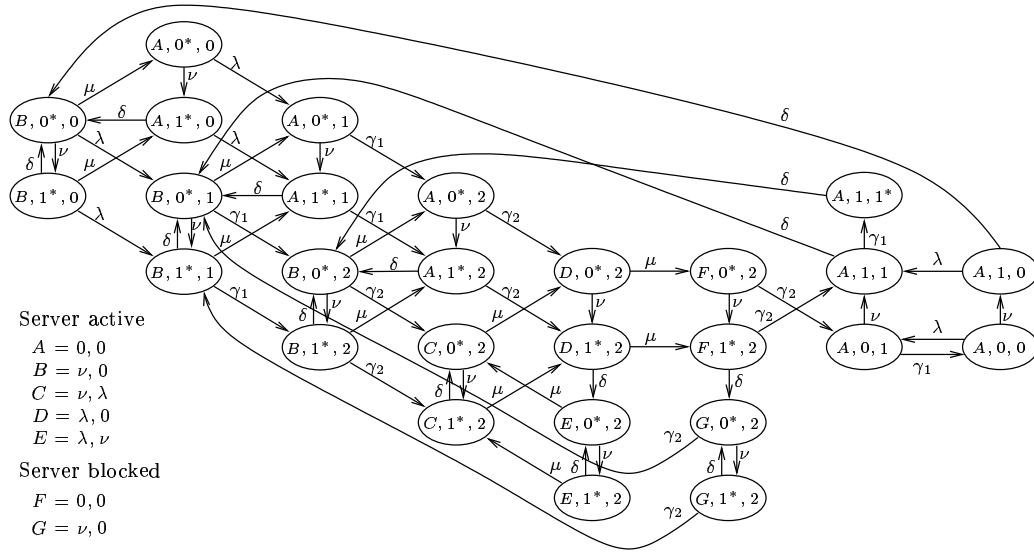 A, 0*, 0
λ
μ
ν
B, 0*, 0
δ
A, 1*, 0
A, 0*, 1
δ
λ
λ
γ1
δ
ν
μ
ν
μ
B, 1*, 0
B, 0*, 1
δ
A, 1*, 1
A, 0*, 2
δ
A, 1, 1*
λ
γ1
γ1
γ2
δ
γ1
δ
ν
μ
μ
ν
B, 1*, 1
B, 0*, 2
δ
A, 1*, 2
D, 0*, 2
μ
F, 0*, 2
A, 1, 1
λ
A, 1, 0
γ1
γ2
γ2
γ2
δ
ν
μ
μ
ν
ν
γ2
ν
ν
Server active
B, 1*, 2
C, 0*, 2
D, 1*, 2
μ
F, 1*, 2
A, 0, 1
λ
A, 0, 0
γ1
A = 0, 0
B = ν, 0
γ2
δ
ν
μ
μ
δ
δ
C = ν, λ
D = λ, 0
C, 1*, 2
E, 0*, 2
γ2
G, 0*, 2
E = λ, ν
μ
δ
ν
δ
ν
Server blocked
E, 1*, 2
γ2
G, 1*, 2
F = 0, 0
G = ν, 0